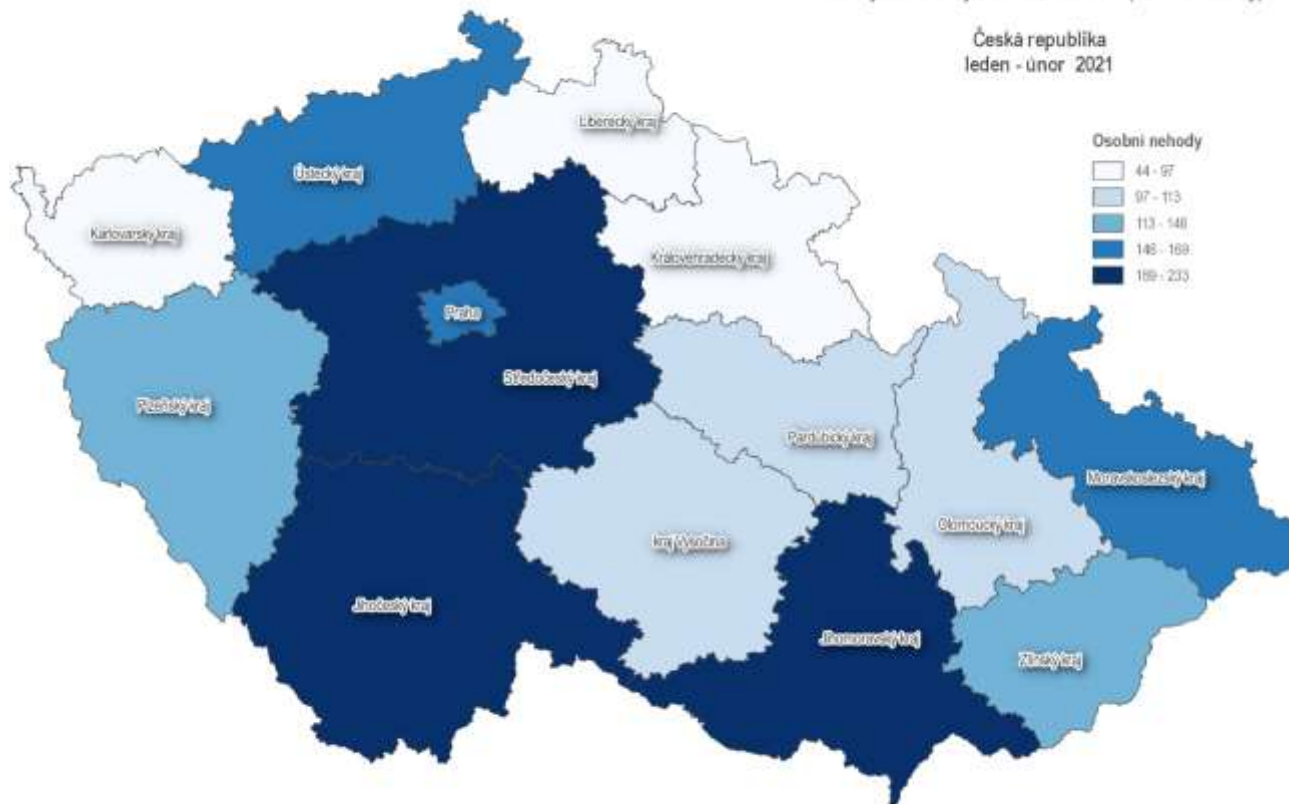 Česká republika
leden - únor 2021
Osobní nehody
44 - 97
97 - 113
113 - 146
146 - 169
169 - 233
Liberecký kraj
Ústecký kraj
Karlovarský kraj
Královéhradecký kraj
Praha
Středočeský kraj
Plzeňský kraj
Pardubický kraj
Moravskoslezský kraj
Olomoucký kraj
kraj Vysočina
Jihočeský kraj
Jihomoravský kraj
Zlínský kraj